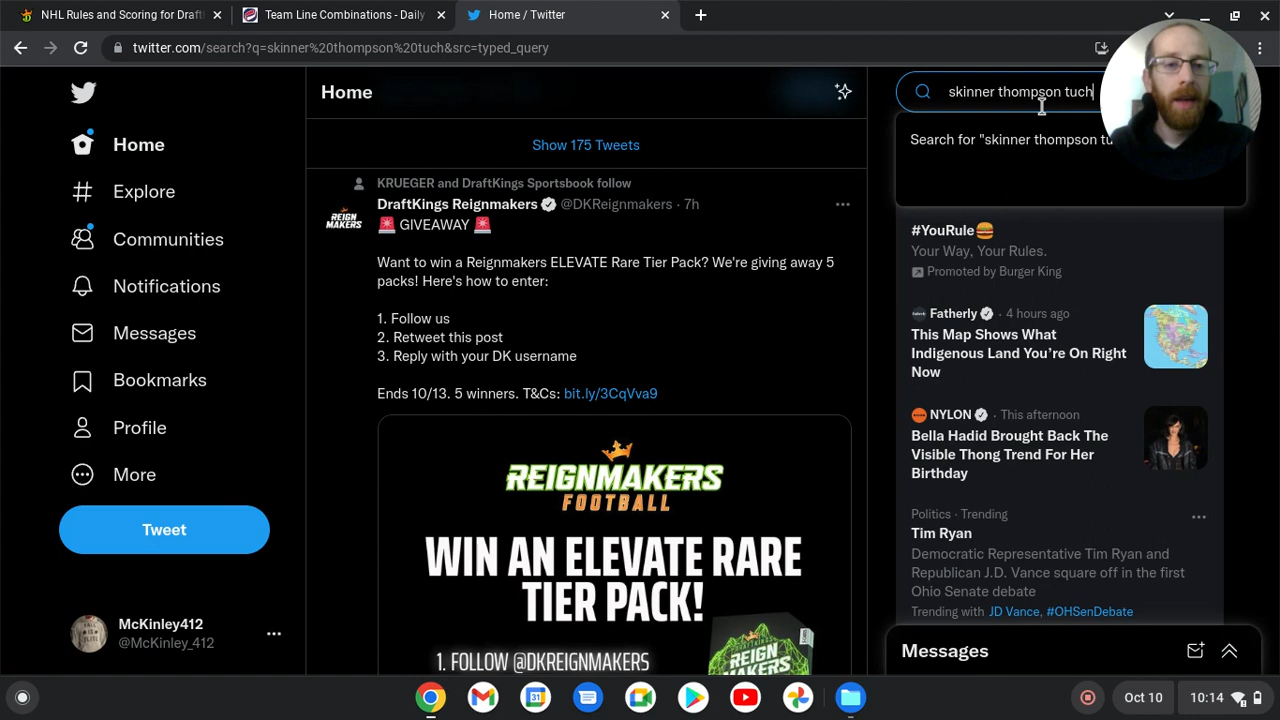 NHL Rules and Scoring for Draft
Team Line Combinations - Daily
Home / Twitter
twitter.com/search?q=skinner%20thompson%20tuch&src=typed_query
Home
Explore
Communities
Notifications
Messages
Bookmarks
Profile
More
Tweet
McKinley412
@McKinley_412
Home
Show 175 Tweets
KRUEGER and DraftKings Sportsbook follow
DraftKings Reignmakers @DKReignmakers · 7h
🚨 GIVEAWAY 🚨
Want to win a Reignmakers ELEVATE Rare Tier Pack? We're giving away 5
packs! Here's how to enter:
1. Follow us
2. Retweet this post
3. Reply with your DK username
Ends 10/13. 5 winners. T&Cs: bit.ly/3CqVva9
REIGNMAKERS
FOOTBALL
WIN AN ELEVATE RARE
TIER PACK!
1. FOLLOW @DKREIGNMAKERS
REIGN
skinner thompson tuch
Search for "skinner thompson tu
#YouRule🍔
Your Way, Your Rules.
Promoted by Burger King
Fatherly · 4 hours ago
This Map Shows What
Indigenous Land You're On Right
Now
NYLON · This afternoon
Bella Hadid Brought Back The
Visible Thong Trend For Her
Birthday
Politics · Trending
Tim Ryan
Democratic Representative Tim Ryan and
Republican J.D. Vance square off in the first
Ohio Senate debate
Trending with JD Vance, #OHSenDebate
Messages
Oct 10
10:14